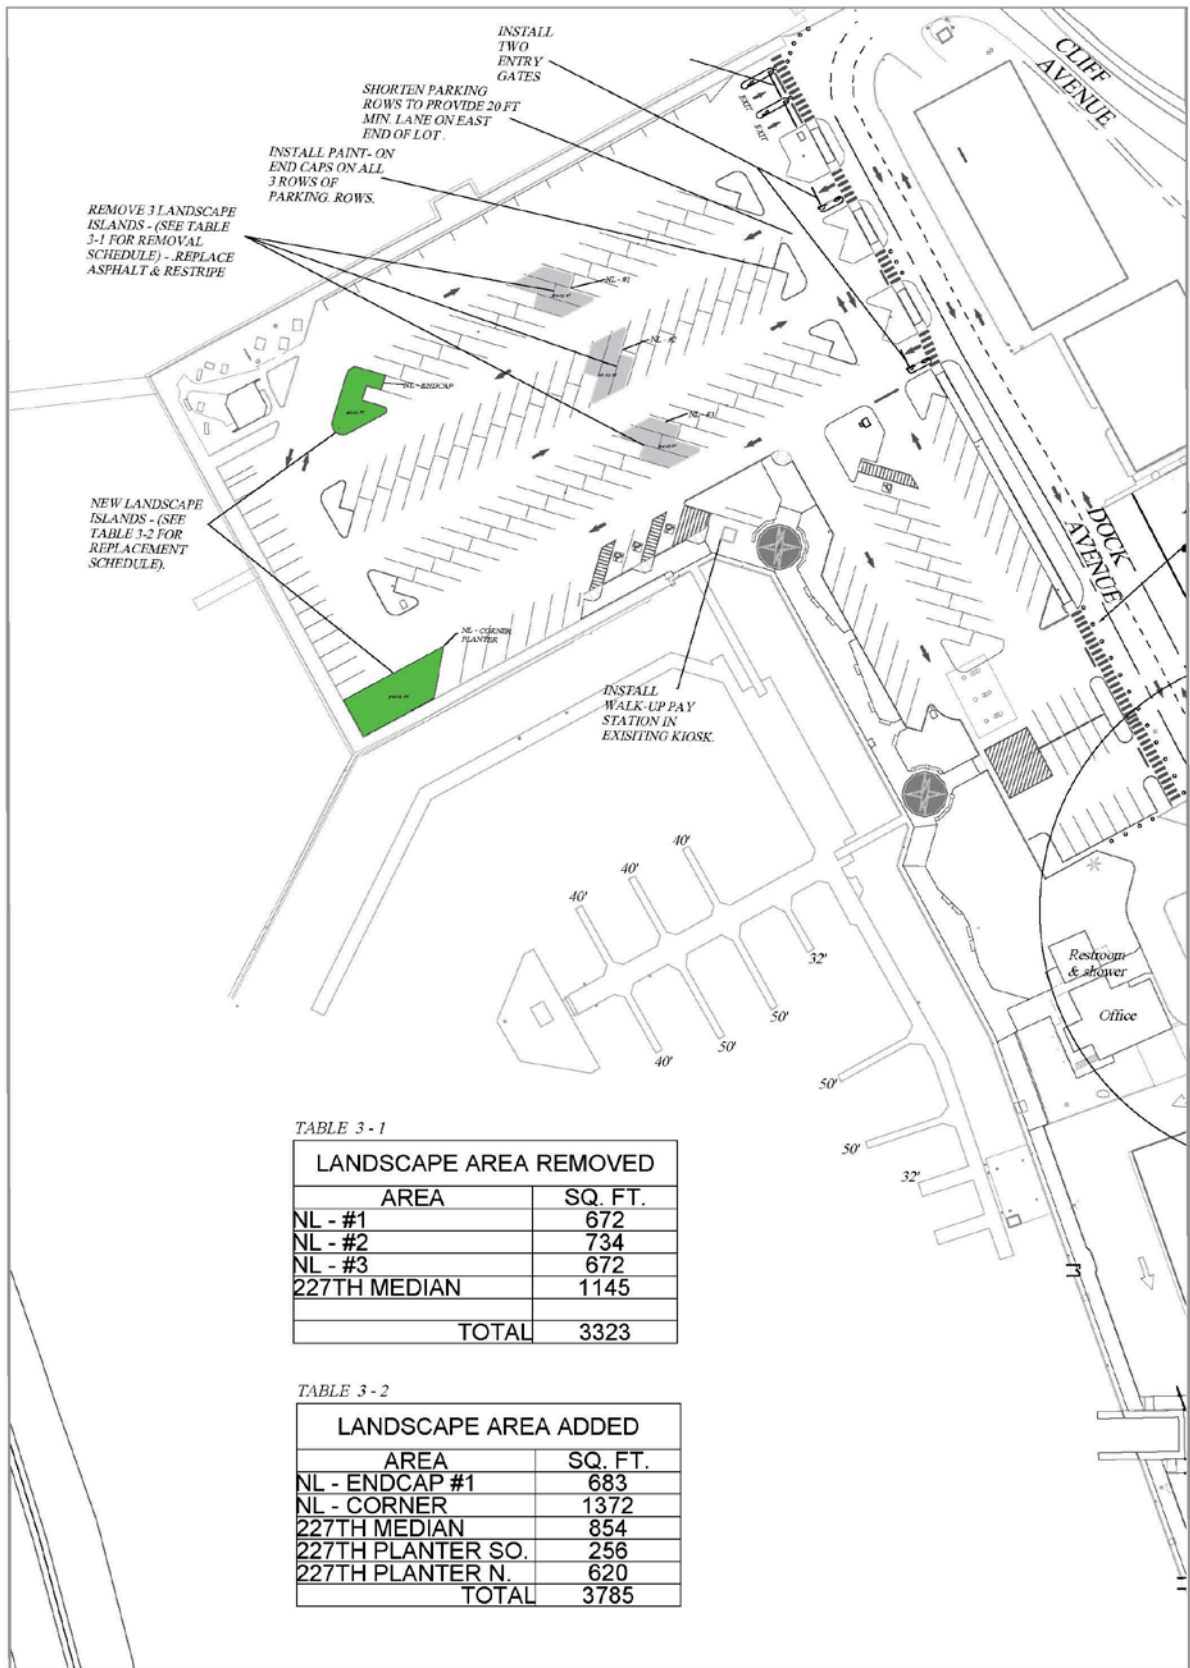 INSTALL
TWO
ENTRY
GATES
CLIFF
AVENUE
SHORTEN PARKING
ROWS TO PROVIDE 20 FT
MIN. LANE ON EAST
END OF LOT .
EXIT
EXIT
INSTALL PAINT- ON
END CAPS ON ALL
3 ROWS OF
PARKING. ROWS.
REMOVE 3 LANDSCAPE
ISLANDS - (SEE TABLE
3-1 FOR REMOVAL
SCHEDULE) - .REPLACE
ASPHALT & RESTRIPE
NL - #1
NL - #2
NL - ENDCAP
NL - #3
NEW LANDSCAPE
ISLANDS - (SEE
TABLE 3-2 FOR
REPLACEMENT
SCHEDULE).
DOCK
AVENUE
NL - CORNER
PLANTER
INSTALL
WALK-UP PAY
STATION IN
EXISITING KIOSK.
40'
40'
40'
32'
50'
50'
40'
50'
50'
32'
Restroom
& shower
Office
TABLE 3 - 1
LANDSCAPE AREA REMOVED
AREA SQ. FT.
NL - #1 672
NL - #2 734
NL - #3 672
227TH MEDIAN 1145
TOTAL 3323
TABLE 3 - 2
LANDSCAPE AREA ADDED
AREA SQ. FT.
NL - ENDCAP #1 683
NL - CORNER 1372
227TH MEDIAN 854
227TH PLANTER SO. 256
227TH PLANTER N. 620
TOTAL 3785